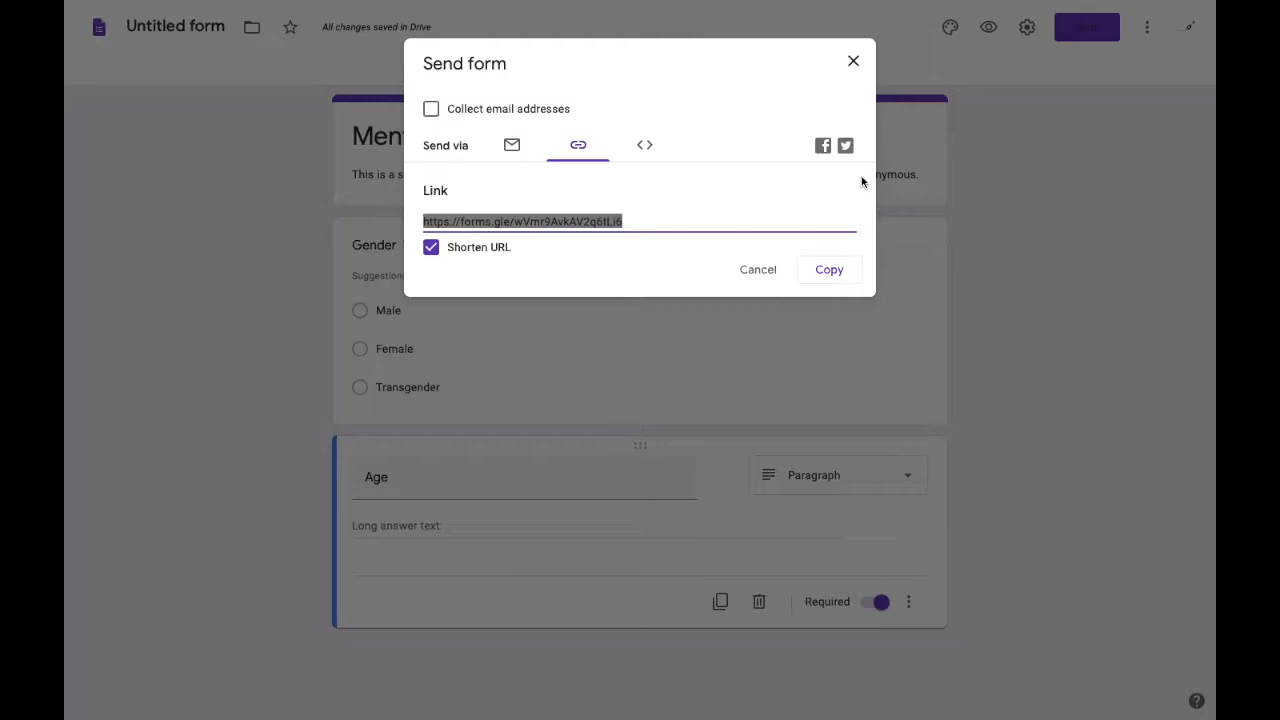 Untitled form
All changes saved in Drive
Send form
Collect email addresses
Send via
Link
https://forms.gle/wVmr9AvkAV2q6tLi6
Shorten URL
Cancel
Copy
Men
This is a s
nymous.
Gender
Suggestions
Male
Female
Transgender
Age
Paragraph
Long answer text
Required